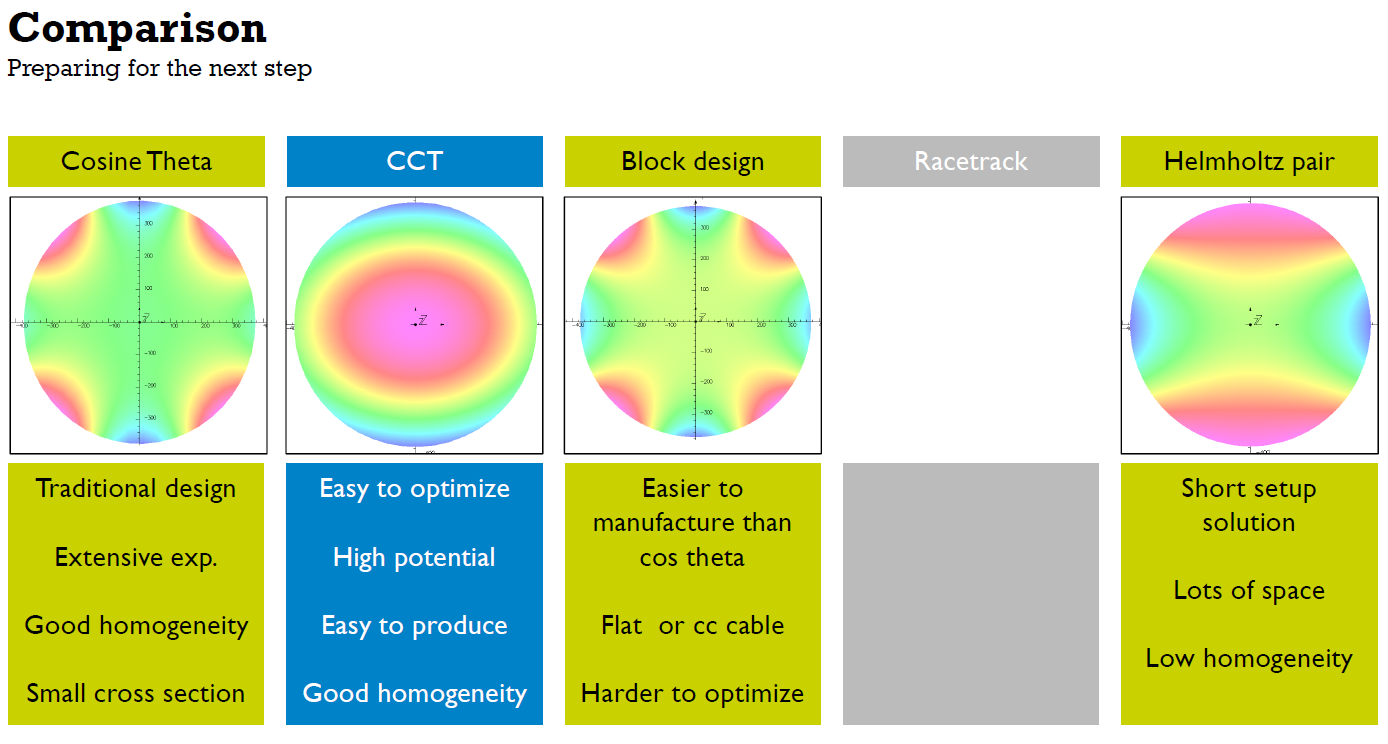 Comparison
Preparing for the next step
Cosine Theta
CCT
Block design
Racetrack
Helmholtz pair
Traditional design
Extensive exp.
Good homogeneity
Small cross section
Easy to optimize
High potential
Easy to produce
Good homogeneity
Easier to
manufacture than
cos theta
Flat or cc cable
Harder to optimize
Short setup
solution
Lots of space
Low homogeneity